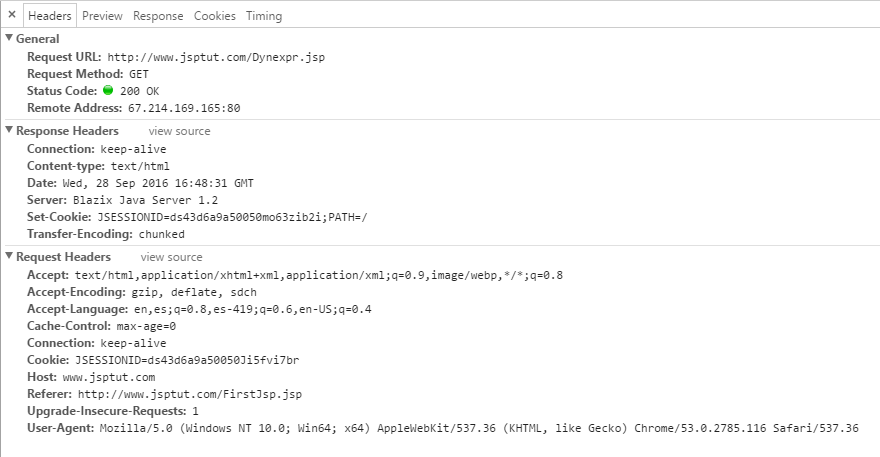 × Headers Preview Response Cookies Timing
General
Request URL: http://www.jsptut.com/Dynexpr.jsp
Request Method: GET
Status Code: 200 OK
Remote Address: 67.214.169.165:80
Response Headers view source
Connection: keep-alive
Content-type: text/html
Date: Wed, 28 Sep 2016 16:48:31 GMT
Server: Blazix Java Server 1.2
Set-Cookie: JSESSIONID=ds43d6a9a50050mo63zib2i;PATH=/
Transfer-Encoding: chunked
Request Headers view source
Accept: text/html,application/xhtml+xml,application/xml;q=0.9,image/webp,*/*;q=0.8
Accept-Encoding: gzip, deflate, sdch
Accept-Language: en,es;q=0.8,es-419;q=0.6,en-US;q=0.4
Cache-Control: max-age=0
Connection: keep-alive
Cookie: JSESSIONID=ds43d6a9a50050Ji5fvi7br
Host: www.jsptut.com
Referer: http://www.jsptut.com/FirstJsp.jsp
Upgrade-Insecure-Requests: 1
User-Agent: Mozilla/5.0 (Windows NT 10.0; Win64; x64) AppleWebKit/537.36 (KHTML, like Gecko) Chrome/53.0.2785.116 Safari/537.36